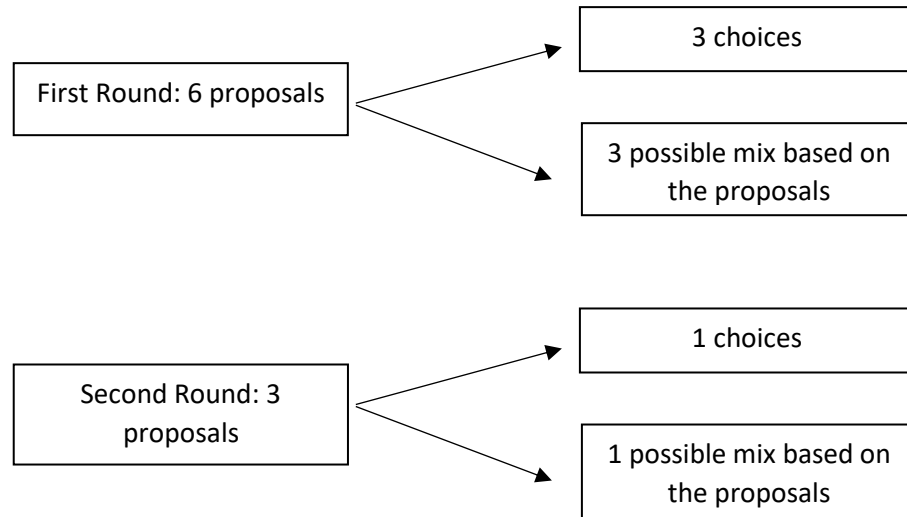 3 choices
First Round: 6 proposals
3 possible mix based on
the proposals
1 choices
Second Round: 3
proposals
1 possible mix based on
the proposals